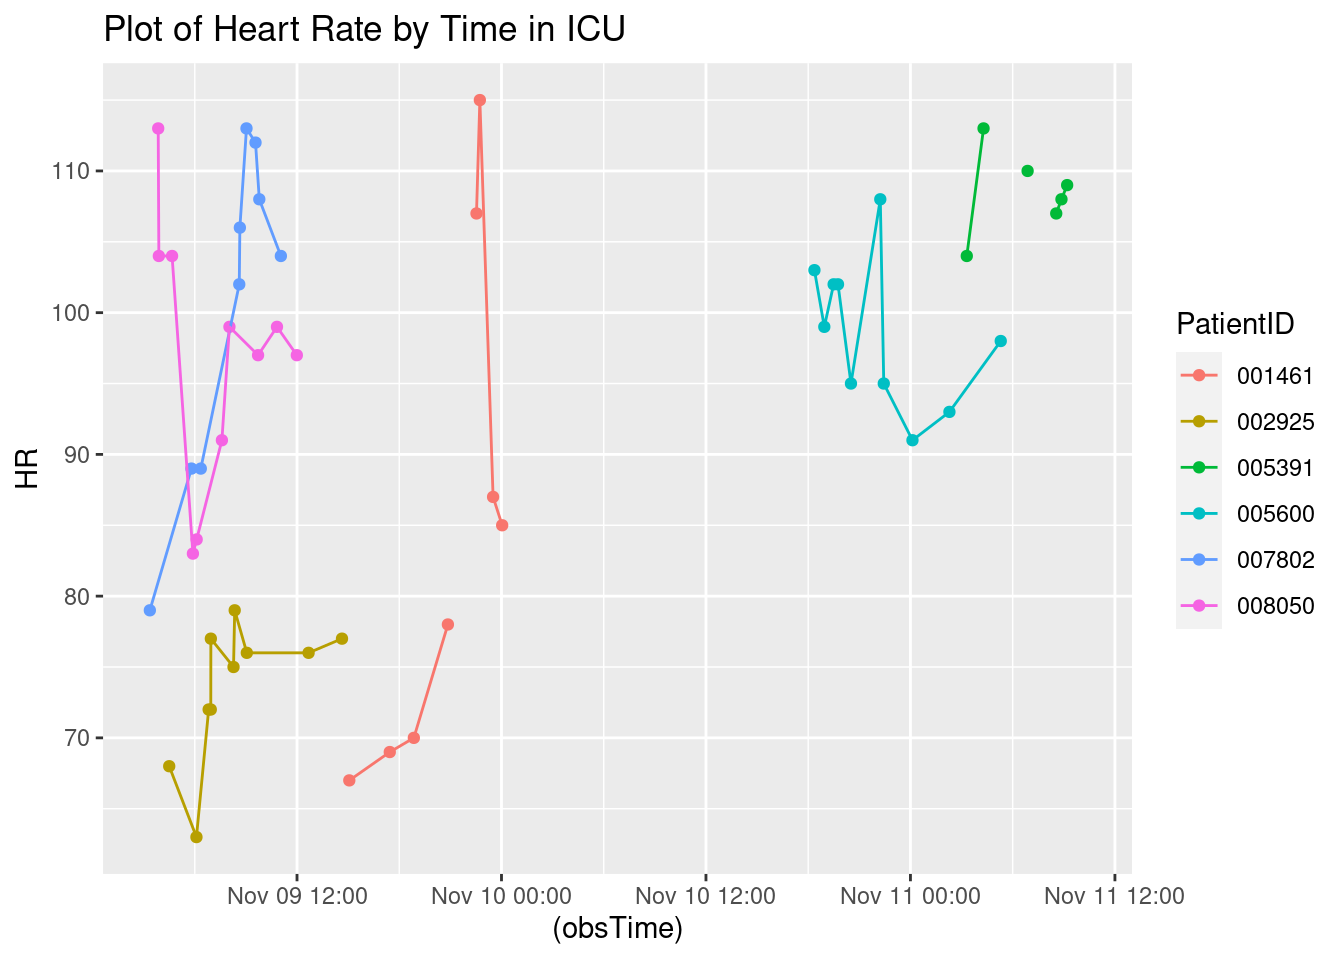 Plot of Heart Rate by Time in ICU
HR
110
100
90
80
70
Nov 09 12:00
Nov 10 00:00
Nov 10 12:00
Nov 11 00:00
Nov 11 12:00
(obsTime)
PatientID
001461
002925
005391
005600
007802
008050